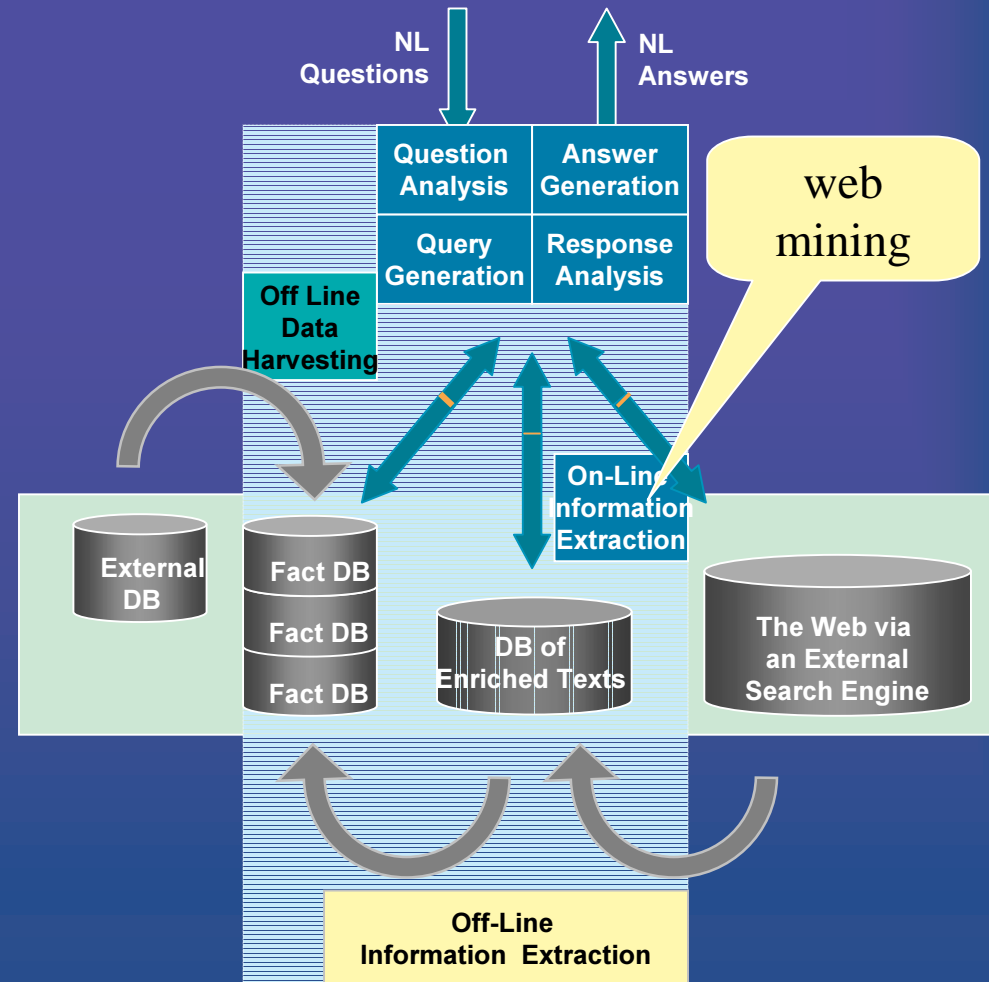 NL
Questions
NL
Answers
Question
Analysis
Answer
Generation
web
mining
Query
Generation
Response
Analysis
Off Line
Data
Harvesting
On-Line
Information
Extraction
External
DB
Fact DB
Fact DB
Fact DB
DB of
Enriched Texts
The Web via
an External
Search Engine
Off-Line
Information Extraction